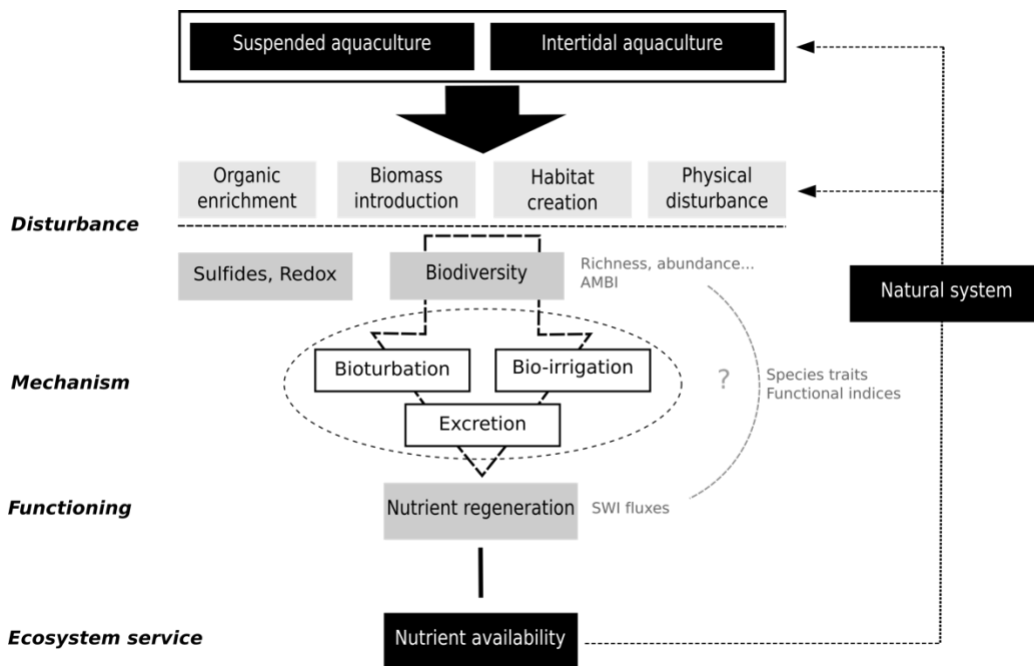 Suspended aquaculture
Intertidal aquaculture
Organic
enrichment
Biomass
introduction
Habitat
creation
Physical
disturbance
Disturbance
Sulfides, Redox
Biodiversity
Richness, abundance...
AMBI
Natural system
Mechanism
Bioturbation
Bio-irrigation
Excretion
?
Species traits
Functional indices
Functioning
Nutrient regeneration
SWI fluxes
Ecosystem service
Nutrient availability